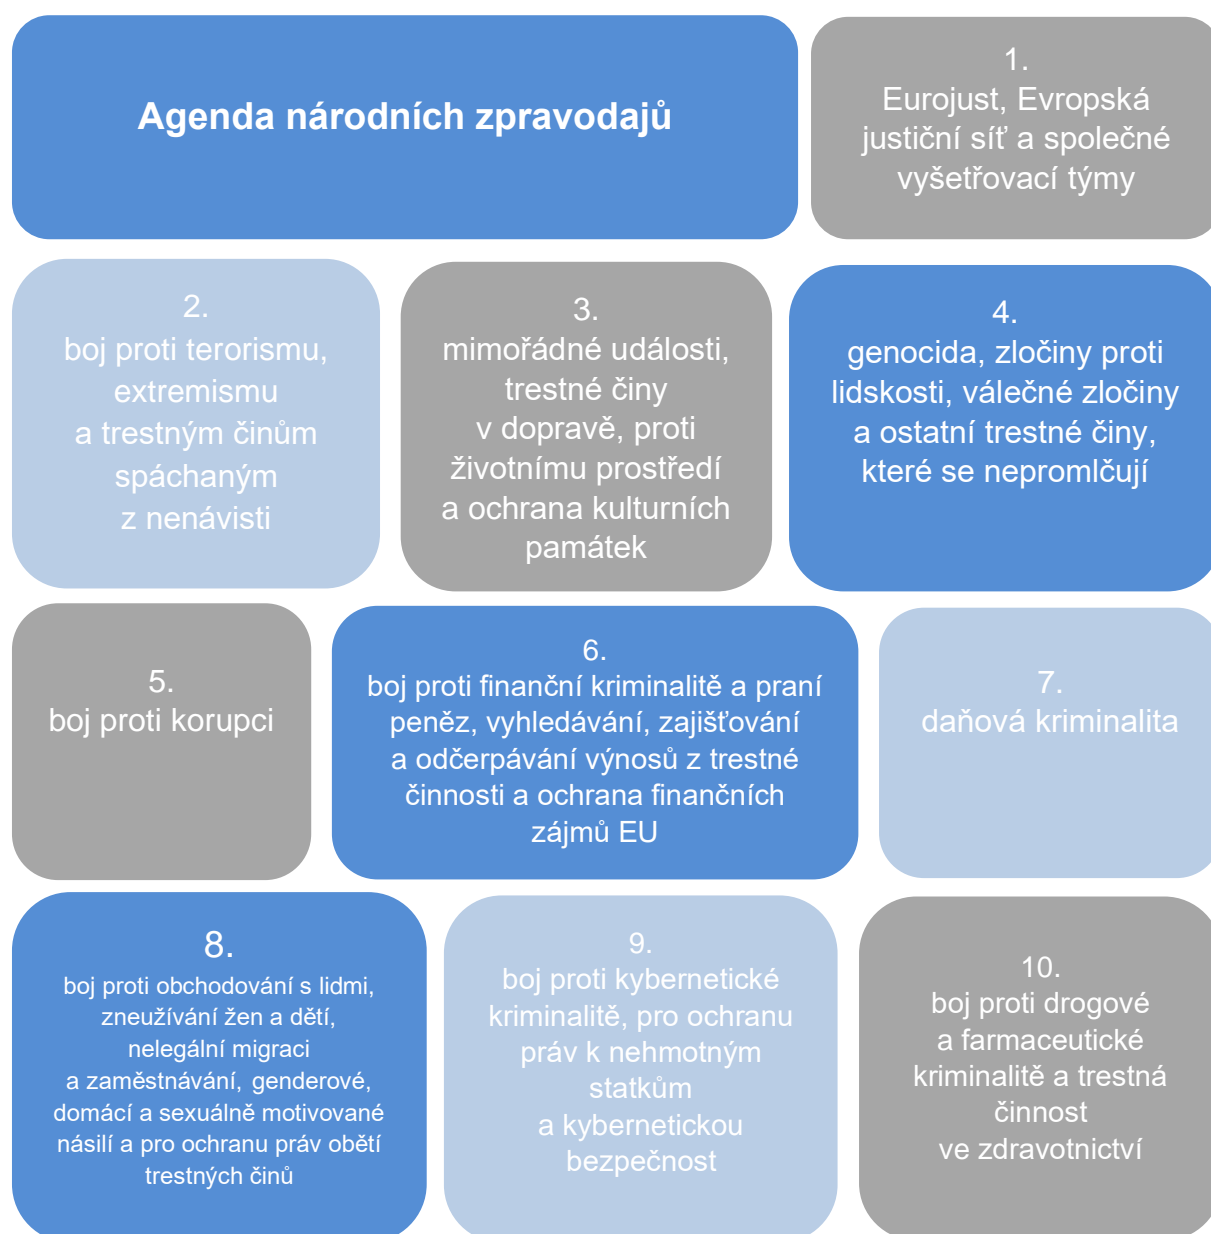 Agenda národních zpravodajů
1.
Eurojust, Evropská
justiční síť a společné
vyšetřovací týmy
2.
boj proti terorismu,
extremismu
a trestným činům
spáchaným
z nenávisti
3.
mimořádné události,
trestné činy
v dopravě, proti
životnímu prostředí
a ochrana kulturních
památek
4.
genocida, zločiny proti
lidskosti, válečné zločiny
a ostatní trestné činy,
které se nepromlčují
5.
boj proti korupci
6.
boj proti finanční kriminalitě a praní
peněz, vyhledávání, zajišťování
a odčerpávání výnosů z trestné
činnosti a ochrana finančních
zájmů EU
7.
daňová kriminalita
8.
boj proti obchodování s lidmi,
zneužívání žen a dětí,
nelegální migraci
a zaměstnávání, genderové,
domácí a sexuálně motivované
násilí a pro ochranu práv obětí
trestných činů
9.
boj proti kybernetické
kriminalitě, pro ochranu
práv k nehmotným
statkům
a kybernetickou
bezpečnost
10.
boj proti drogové
a farmaceutické
kriminalitě a trestná
činnost
ve zdravotnictví